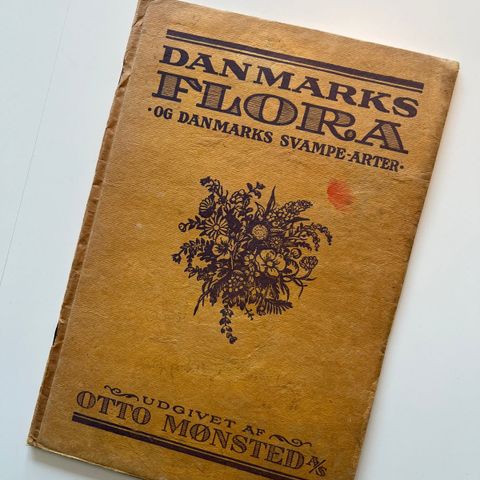 DANMARKS
FLORA
·OG DANMARKS SVAMPE-ARTER·
UDGIVET AF
OTTO MØNSTED A/S